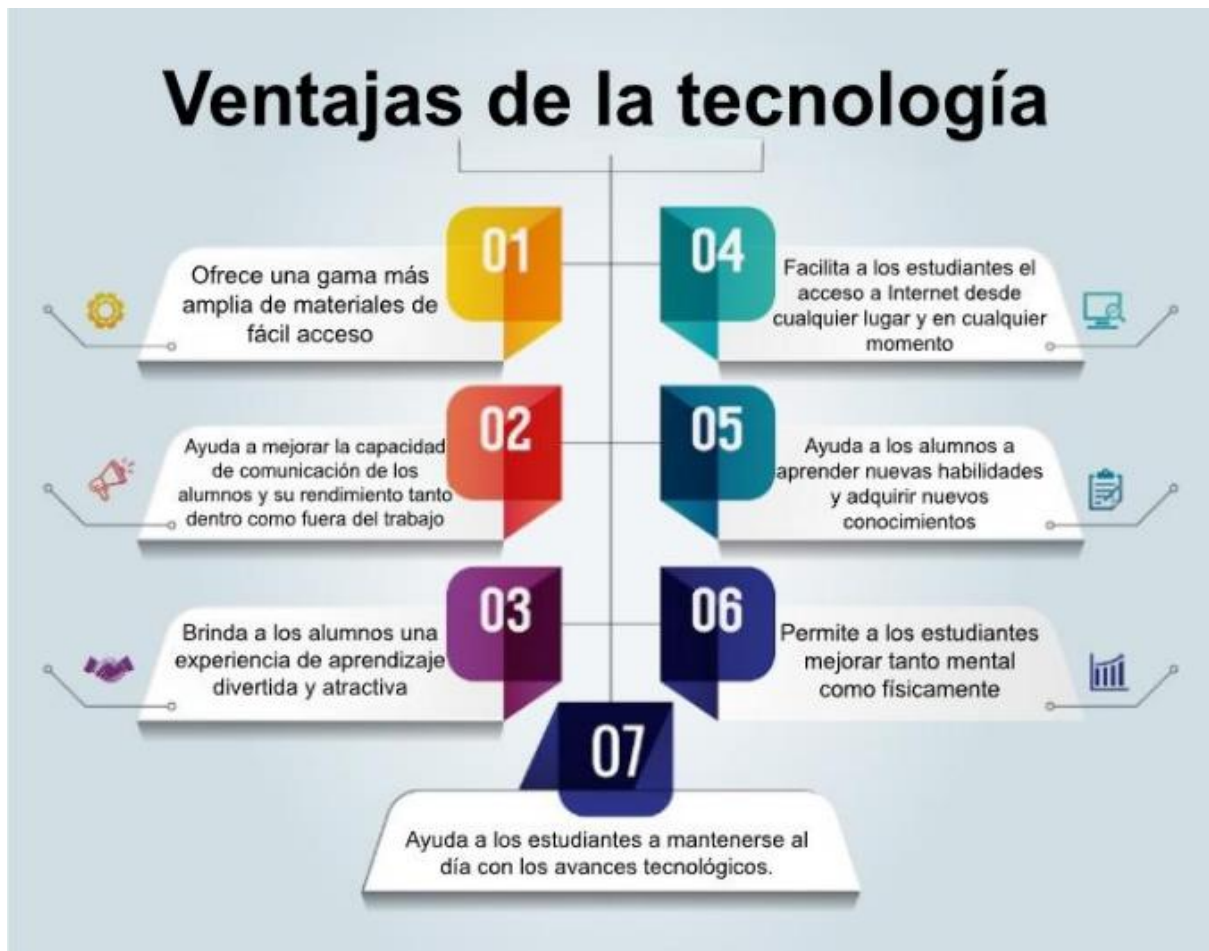 Ventajas de la tecnología
01
Ofrece una gama más
amplia de materiales de
fácil acceso
02
Ayuda a mejorar la capacidad
de comunicación de los
alumnos y su rendimiento tanto
dentro como fuera del trabajo
03
Brinda a los alumnos una
experiencia de aprendizaje
divertida y atractiva
04
Facilita a los estudiantes el
acceso a Internet desde
cualquier lugar y en cualquier
momento
05
Ayuda a los alumnos a
aprender nuevas habilidades
y adquirir nuevos
conocimientos
06
Permite a los estudiantes
mejorar tanto mental
como físicamente
07
Ayuda a los estudiantes a mantenerse al
día con los avances tecnológicos.